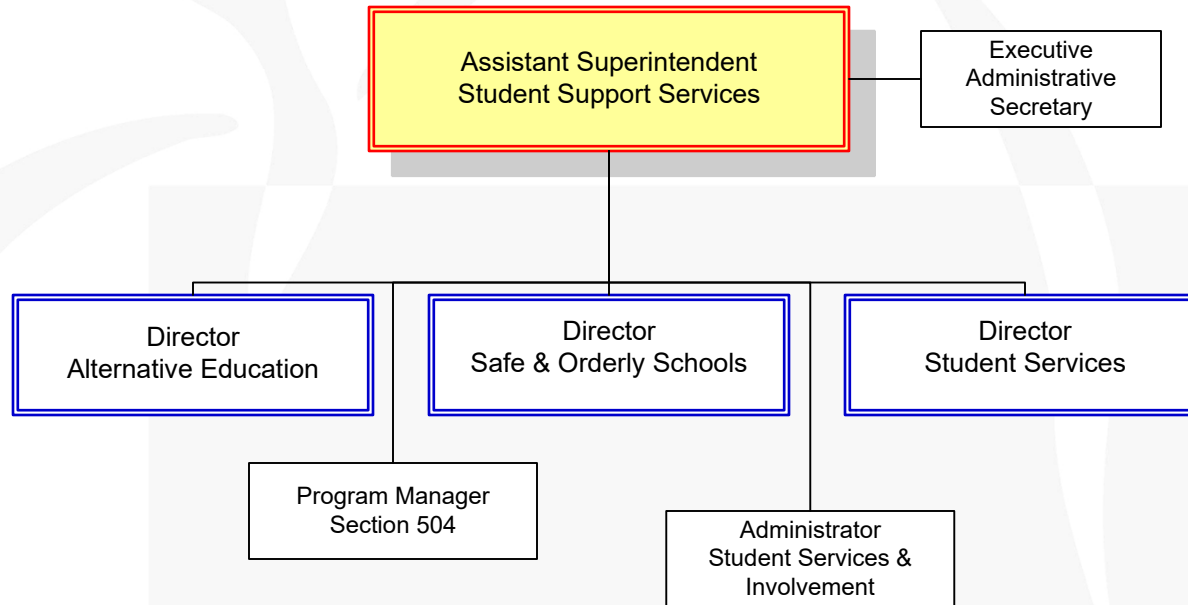 Assistant Superintendent
Student Support Services
Executive
Administrative
Secretary
Director
Alternative Education
Director
Safe & Orderly Schools
Director
Student Services
Program Manager
Section 504
Administrator
Student Services &
Involvement